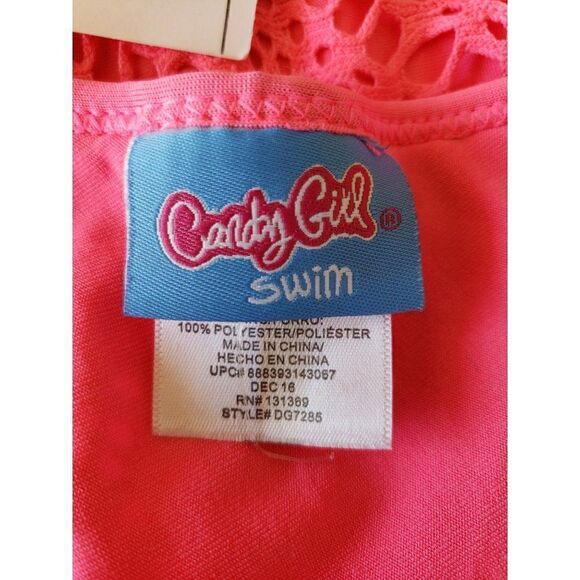 Candy Girl ®
swim
100% POLYESTER/POLIÉSTER
MADE IN CHINA/
HECHO EN CHINA
UPC# 888393143067
DEC 16
RN# 131369
STYLE# DG7285